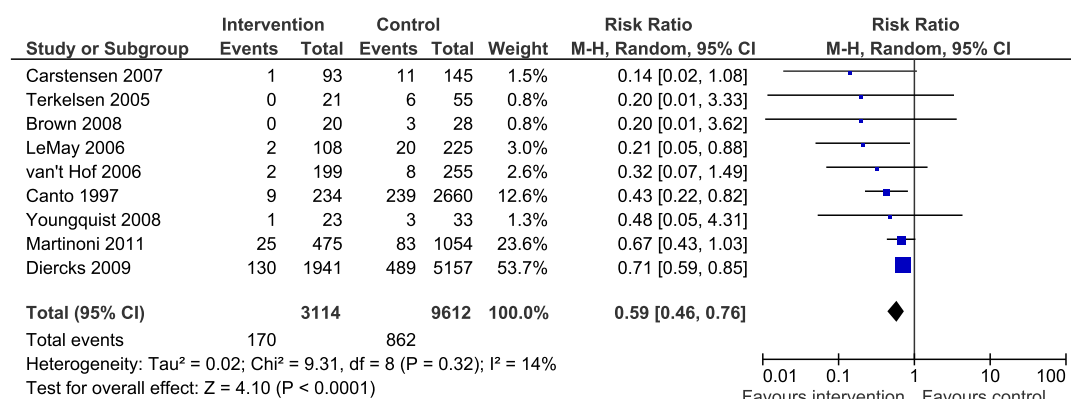 Intervention Control Risk Ratio Risk Ratio
Study or Subgroup Events Total Events Total Weight M-H, Random, 95% CI M-H, Random, 95% CI
Carstensen 2007 1 93 11 145 1.5% 0.14 [0.02, 1.08]
Terkelsen 2005 0 21 6 55 0.8% 0.20 [0.01, 3.33]
Brown 2008 0 20 3 28 0.8% 0.20 [0.01, 3.62]
LeMay 2006 2 108 20 225 3.0% 0.21 [0.05, 0.88]
van't Hof 2006 2 199 8 255 2.6% 0.32 [0.07, 1.49]
Canto 1997 9 234 239 2660 12.6% 0.43 [0.22, 0.82]
Youngquist 2008 1 23 3 33 1.3% 0.48 [0.05, 4.31]
Martinoni 2011 25 475 83 1054 23.6% 0.67 [0.43, 1.03]
Diercks 2009 130 1941 489 5157 53.7% 0.71 [0.59, 0.85]
Total (95% CI) 3114 9612 100.0% 0.59 [0.46, 0.76]
Total events 170 862
Heterogeneity: Tau² = 0.02; Chi² = 9.31, df = 8 (P = 0.32); I² = 14%
Test for overall effect: Z = 4.10 (P < 0.0001)
0.01 0.1 1 10 100
Favours intervention Favours control